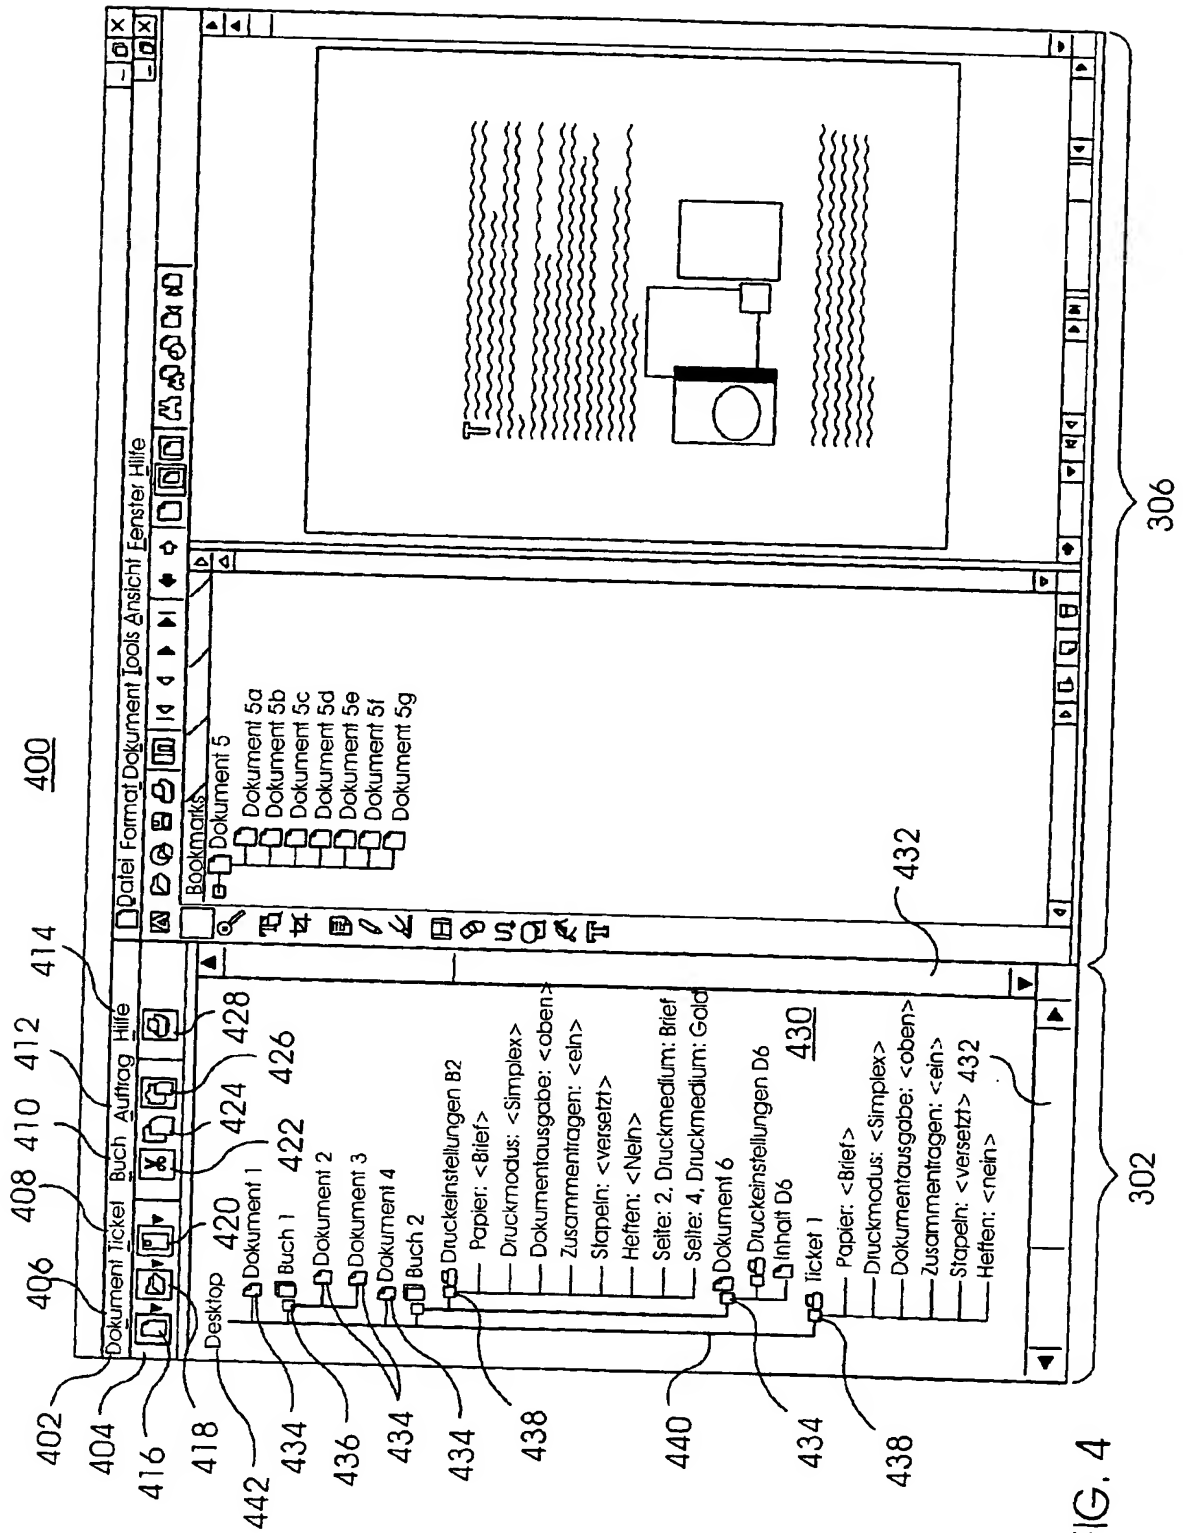 400
402
404
406
408
410
412
414
Dokument Ticket Buch Auftrag Hilfe
Datei Format Dokument Tools Ansicht Fenster Hilfe
416
418
420
422
424
426
428
442
Desktop
Dokument 1
Buch 1
Dokument 2
Dokument 3
Dokument 4
Buch 2
Druckeinstellungen B2
Papier: <Brief>
Druckmodus: <Simplex>
Dokumentausgabe: <oben>
Zusammentragen: <ein>
Stapeln: <versetzt>
Heften: <Nein>
Seite: 2, Druckmedium: Brief
Seite: 4, Druckmedium: Gold
Dokument 6
Druckeinstellungen D6
Inhalt D6
Ticket 1
Papier: <Brief>
Druckmodus: <Simplex>
Dokumentausgabe: <oben>
Zusammentragen: <ein>
Stapeln: <versetzt>
Heften: <nein>
434
436
434
434
438
440
434
438
430
432
432
Bookmarks
Dokument 5
Dokument 5a
Dokument 5b
Dokument 5c
Dokument 5d
Dokument 5e
Dokument 5f
Dokument 5g
T
T
302
306
IG. 4